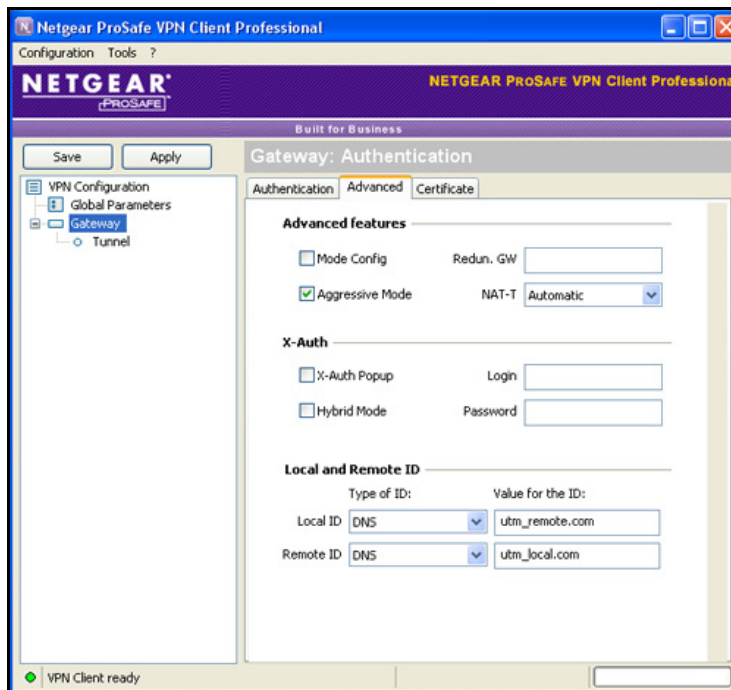 Netgear ProSafe VPN Client Professional
Configuration Tools ?
NETGEAR®
PROSAFE
NETGEAR PROSAFE VPN Client Professional
Built for Business
Save Apply
Gateway: Authentication
VPN Configuration
Global Parameters
Gateway
Tunnel
Authentication Advanced Certificate
Advanced features
Mode Config Redun. GW
Aggressive Mode NAT-T Automatic
X-Auth
X-Auth Popup Login
Hybrid Mode Password
Local and Remote ID
Type of ID: Value for the ID:
Local ID DNS utm_remote.com
Remote ID DNS utm_local.com
VPN Client ready